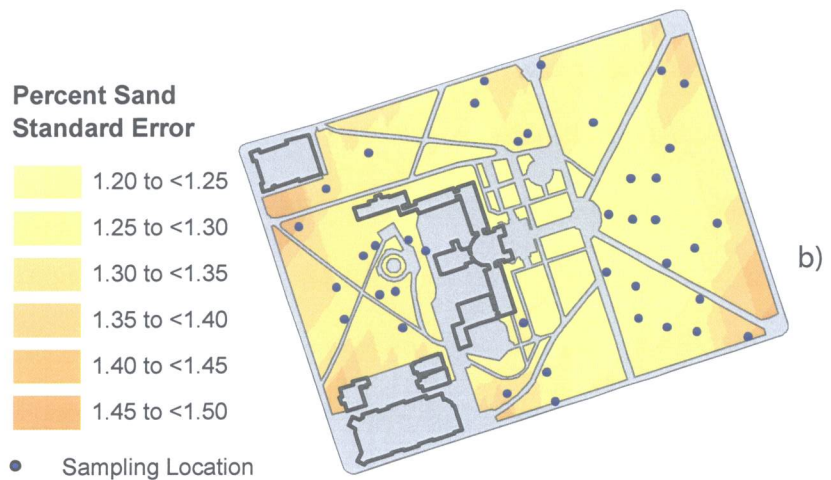 Percent Sand
Standard Error
1.20 to <1.25
1.25 to <1.30
1.30 to <1.35
1.35 to <1.40
1.40 to <1.45
1.45 to <1.50
Sampling Location
b)